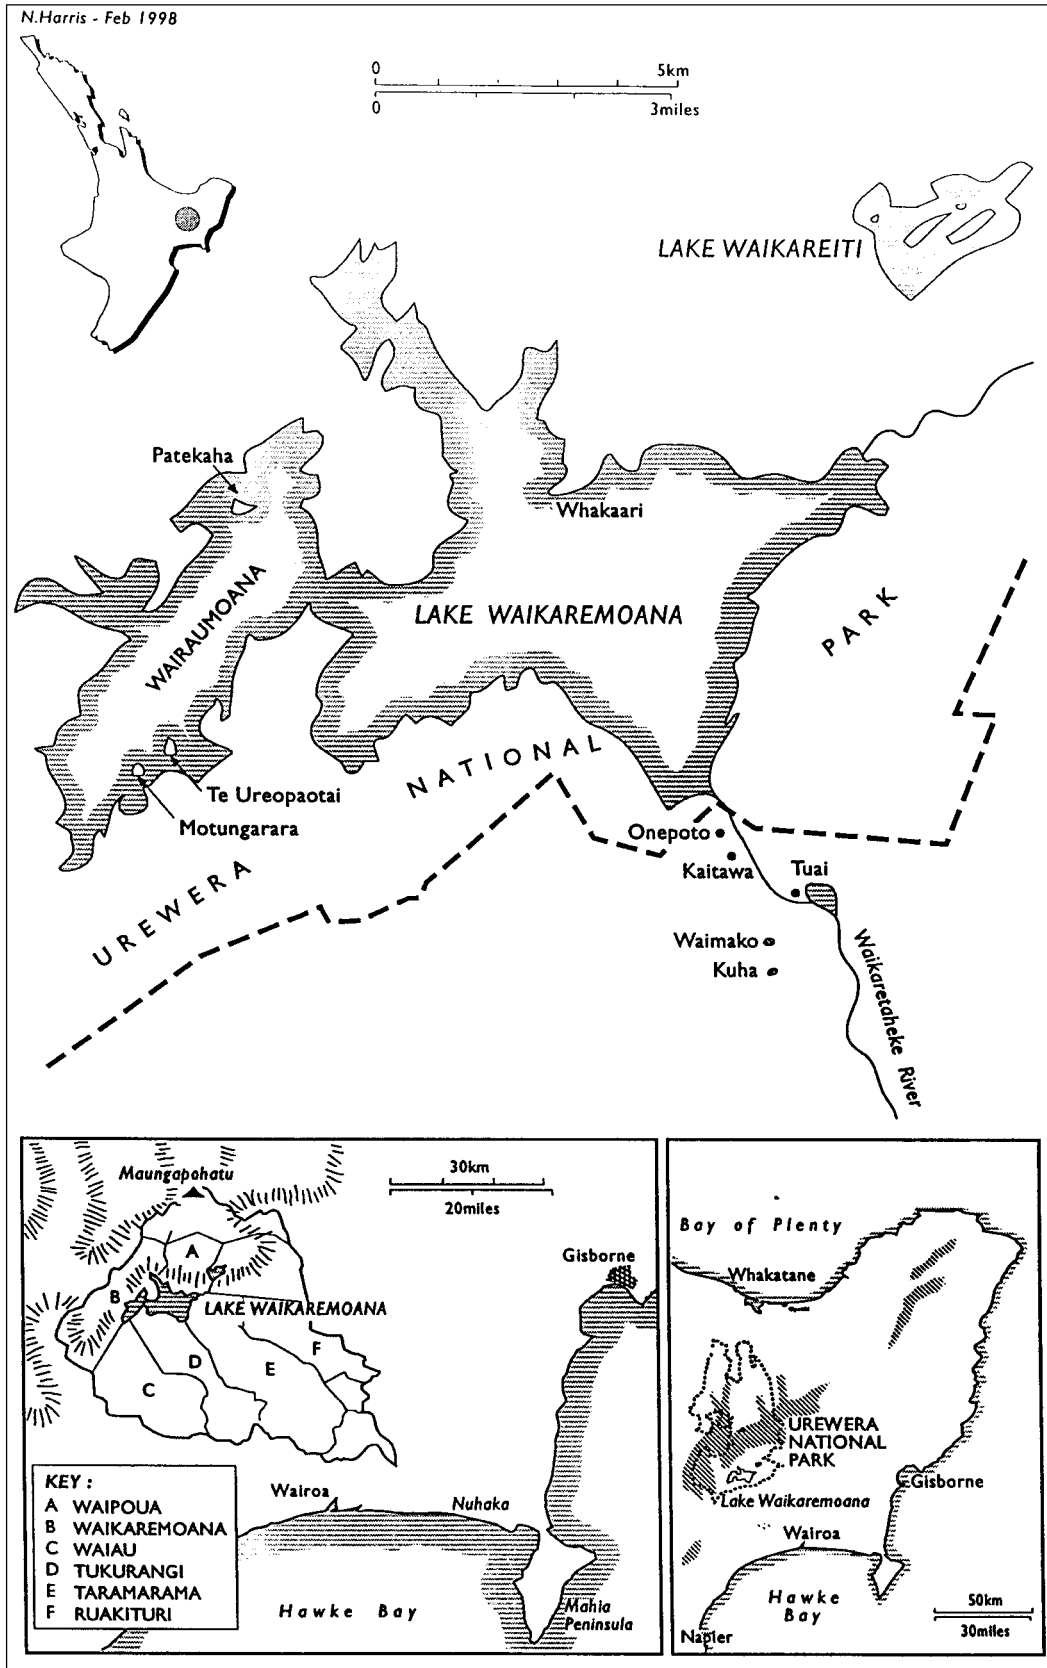 N.Harris - Feb 1998
0 5km
0 3miles
LAKE WAIKAREITI
Patekaha
Whakaari
WAIRAUMOANA
LAKE WAIKAREMOANA
PARK
NATIONAL
UREWERA
Te Ureopaotai
Motungarara
Onepoto
Kaitawa
Tuai
Waimako
Kuha
Waikaretaheke River
Maungapohatu
30km
20miles
Gisborne
A
B
LAKE WAIKAREMOANA
C
D
E
F
KEY :
A WAIPOUA
B WAIKAREMOANA
C WAIAU
D TUKURANGI
E TARAMARAMA
F RUAKITURI
Wairoa
Nuhaka
Hawke Bay
Mahia
Peninsula
Bay of Plenty
Whakatane
UREWERA
NATIONAL
PARK
Lake Waikaremoana
Gisborne
Wairoa
Hawke
Bay
Napier
50km
30miles